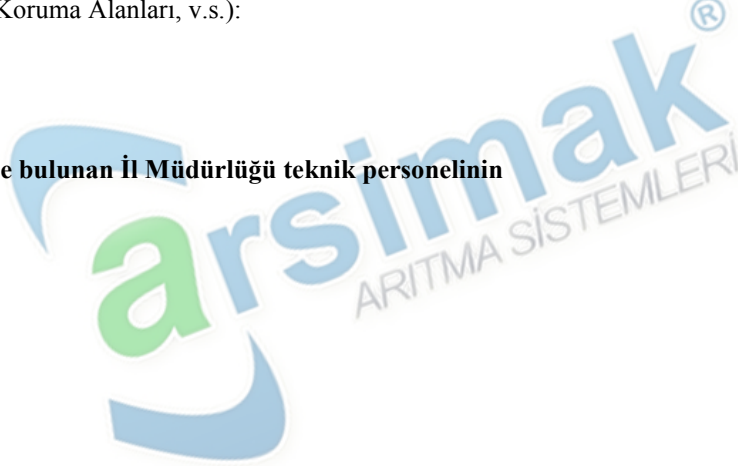 Koruma Alanları, v.s.):
e bulunan İl Müdürlüğü teknik personelinin
arsimak®
ARITMA SİSTEMLERİ